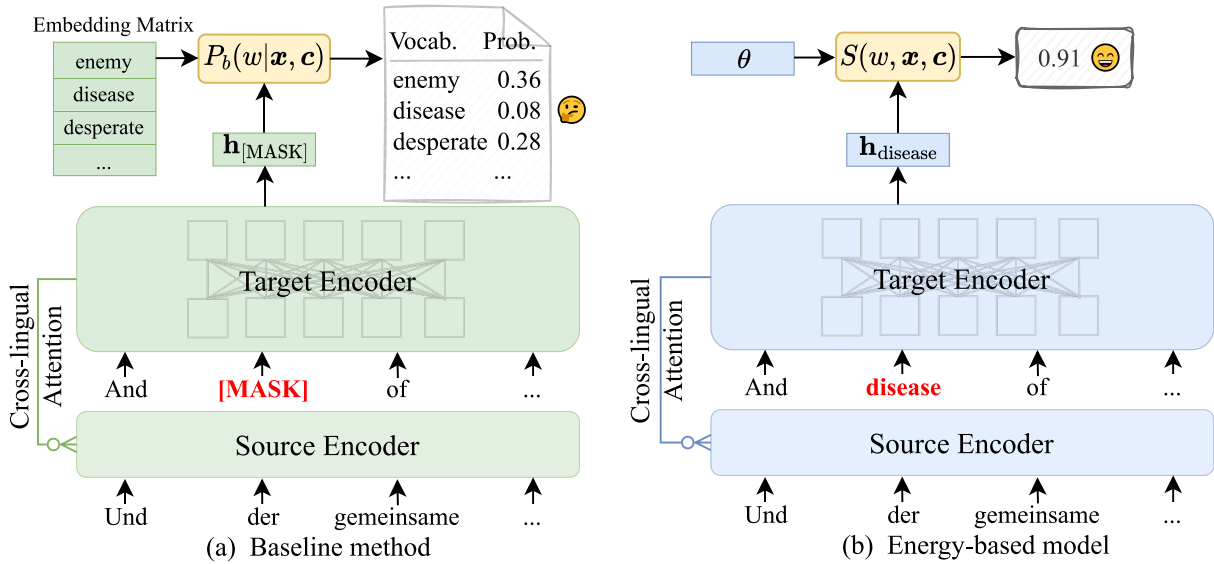 Embedding Matrix
enemy
disease
desperate
...
P_b(w|x, c)
Vocab. Prob.
enemy 0.36
disease 0.08
desperate 0.28
... ...
h_[MASK]
Target Encoder
Cross-lingual
Attention
And [MASK] of ...
Source Encoder
Und der gemeinsame ...
(a) Baseline method
θ
S(w, x, c)
0.91
h_disease
Target Encoder
Cross-lingual
Attention
And disease of ...
Source Encoder
Und der gemeinsame ...
(b) Energy-based model